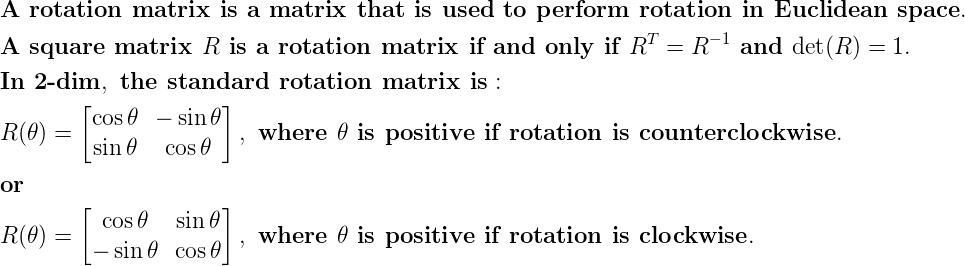 A rotation matrix is a matrix that is used to perform rotation in Euclidean space.
A square matrix R is a rotation matrix if and only if R^T = R^{-1} and det(R) = 1.
In 2-dim, the standard rotation matrix is :
R(θ) = [cos θ  − sin θ; sin θ  cos θ] , where θ is positive if rotation is counterclockwise.
or
R(θ) = [cos θ  sin θ; − sin θ  cos θ] , where θ is positive if rotation is clockwise.